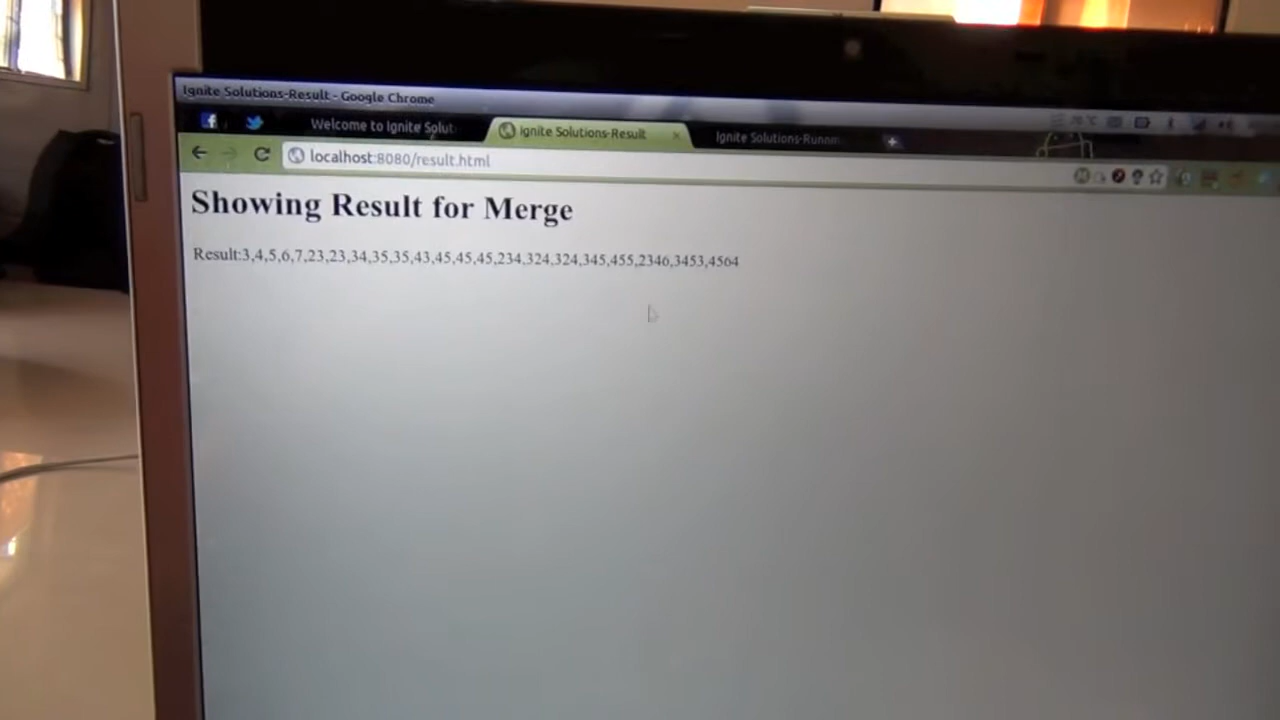 Ignite Solutions-Result - Google Chrome
Welcome to Ignite Solut
Ignite Solutions-Result
Ignite Solutions-Runn
localhost:8080/result.html
Showing Result for Merge
Result:3,4,5,6,7,23,23,34,35,35,43,45,45,45,234,324,324,345,455,2346,3453,4564